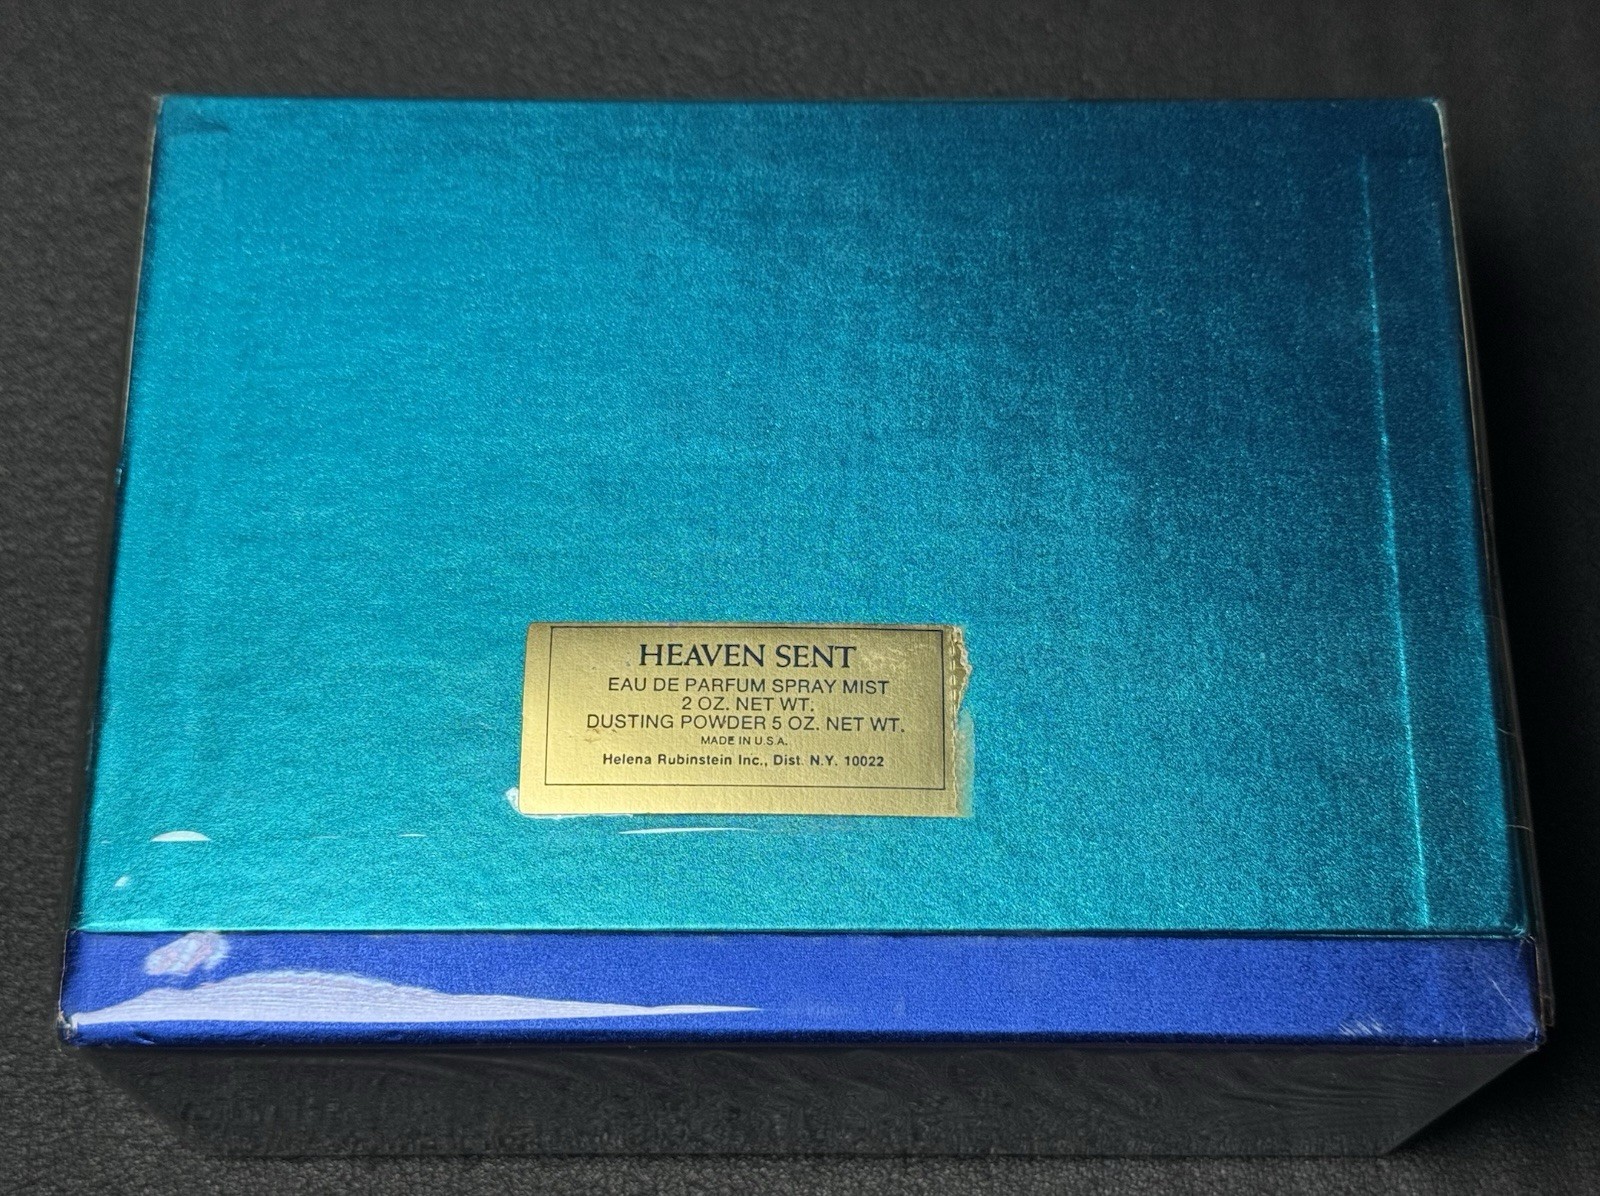 HEAVEN SENT
EAU DE PARFUM SPRAY MIST
2 OZ. NET WT.
DUSTING POWDER 5 OZ. NET WT.
MADE IN U.S.A.
Helena Rubinstein Inc., Dist. N.Y. 10022